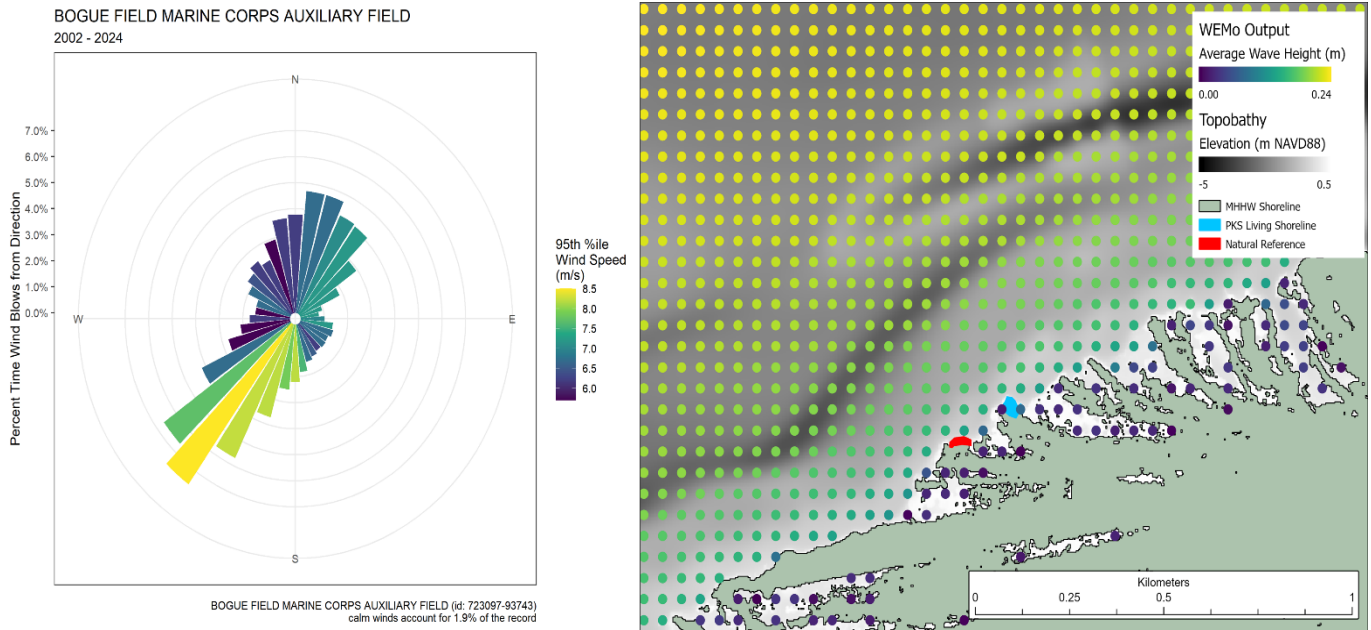 BOGUE FIELD MARINE CORPS AUXILIARY FIELD
2002 - 2024
N
7.0%
6.0%
5.0%
4.0%
3.0%
2.0%
1.0%
0.0%
W
E
S
Percent Time Wind Blows from Direction
95th %ile
Wind Speed
(m/s)
8.5
8.0
7.5
7.0
6.5
6.0
BOGUE FIELD MARINE CORPS AUXILIARY FIELD (id: 723097-93743)
calm winds account for 1.9% of the record
WEMo Output
Average Wave Height (m)
0.00 0.24
Topobathy
Elevation (m NAVD88)
-5 0.5
MHHW Shoreline
PKS Living Shoreline
Natural Reference
Kilometers
0 0.25 0.5 1